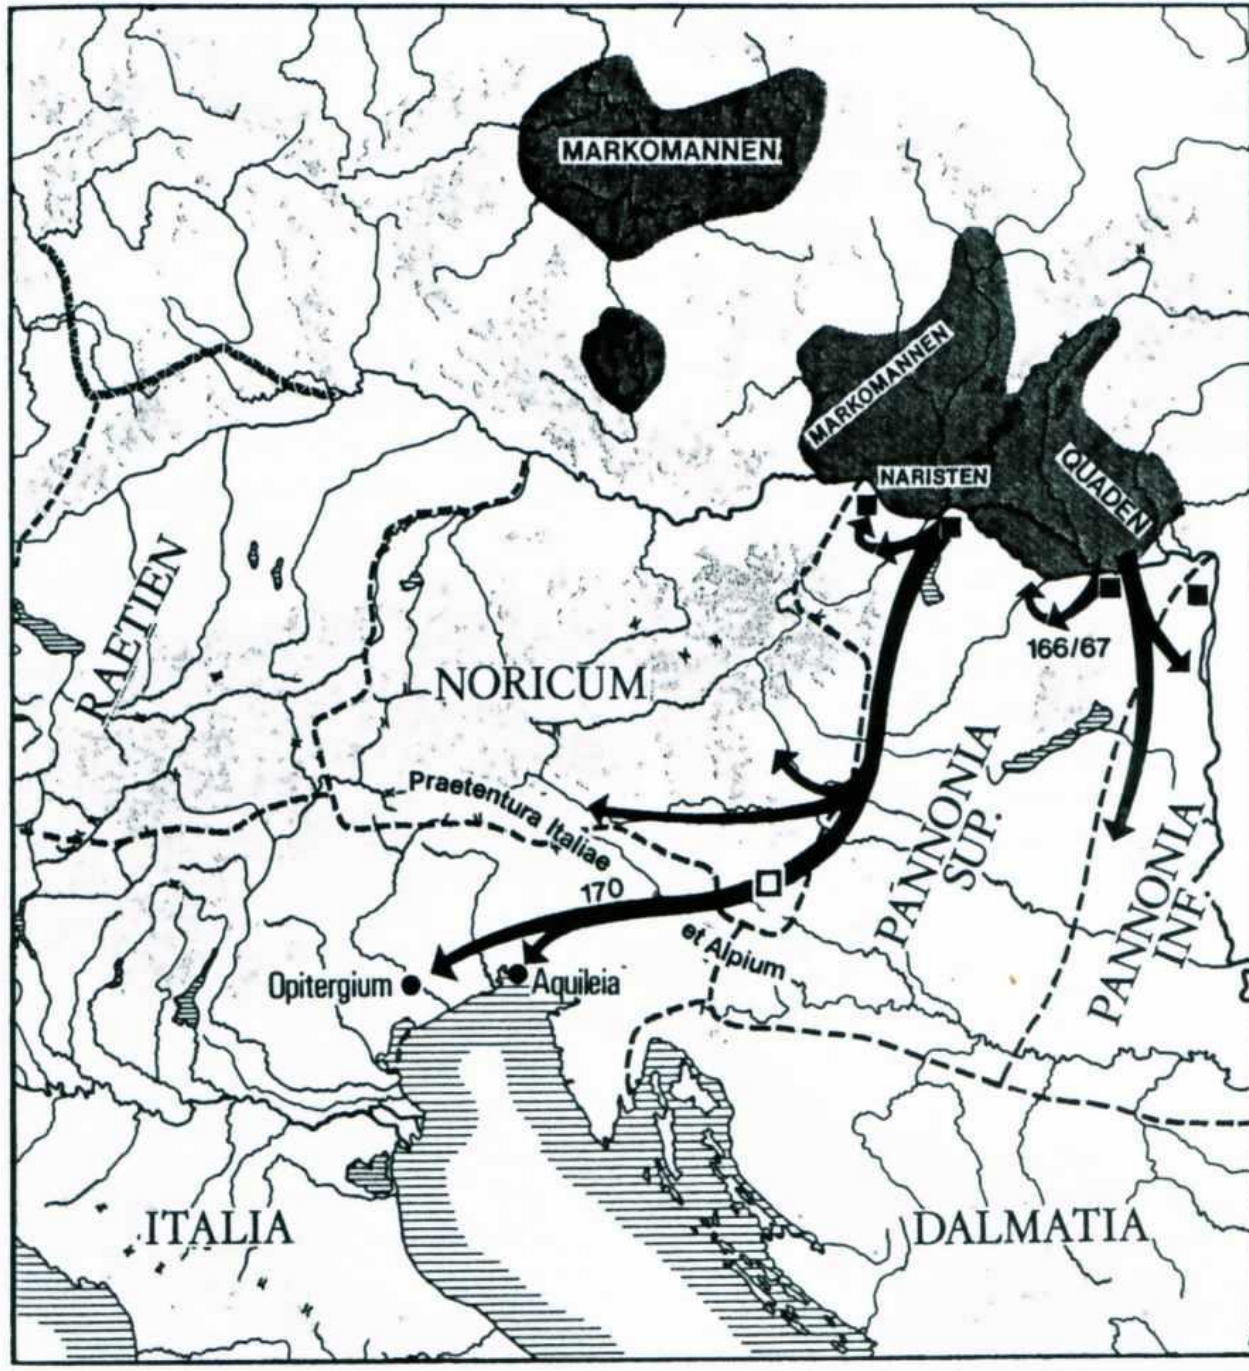 MARKOMANNEN
MARKOMANNEN
NARISTEN
QUADEN
RAETIEN
166/67
NORICUM
Praetentura Italiae
170
et Alpium
PANNONIA
SUP.
PANNONIA
INF.
Opitergium
Aquileia
ITALIA
DALMATIA